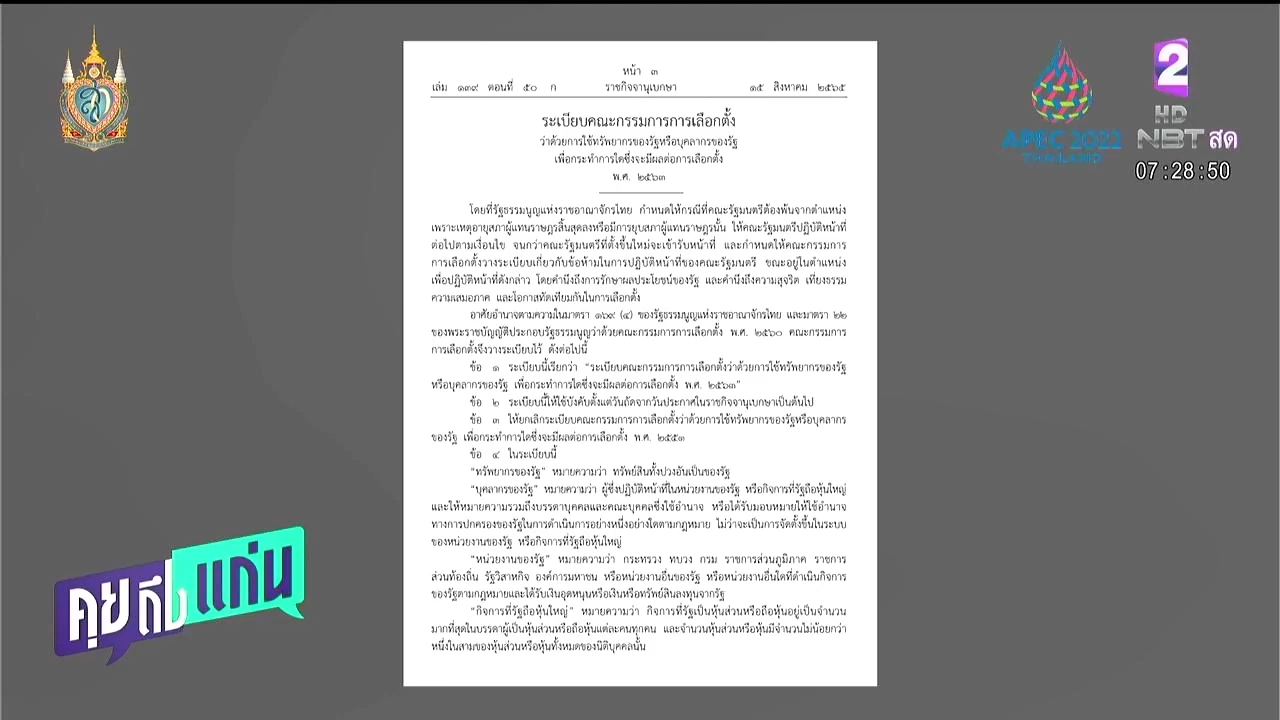 หน้า ๓
เล่ม ๑๓๙ ตอนที่ ๕๐ ก ราชกิจจานุเบกษา ๑๕ สิงหาคม ๒๕๖๕
ระเบียบคณะกรรมการการเลือกตั้ง
ว่าด้วยการใช้ทรัพยากรของรัฐหรือบุคลากรของรัฐ
เพื่อกระทำการใดซึ่งจะมีผลต่อการเลือกตั้ง
พ.ศ. ๒๕๖๓
โดยที่รัฐธรรมนูญแห่งราชอาณาจักรไทย กำหนดให้กรณีที่คณะรัฐมนตรีต้องพ้นจากตำแหน่ง
เพราะเหตุอายุสภาผู้แทนราษฎรสิ้นสุดลงหรือมีการยุบสภาผู้แทนราษฎรนั้น ให้คณะรัฐมนตรีปฏิบัติหน้าที่
ต่อไปตามเงื่อนไข จนกว่าคณะรัฐมนตรีที่ตั้งขึ้นใหม่จะเข้ารับหน้าที่ และกำหนดให้คณะกรรมการ
การเลือกตั้งวางระเบียบเกี่ยวกับข้อห้ามในการปฏิบัติหน้าที่ของคณะรัฐมนตรี ขณะอยู่ในตำแหน่ง
เพื่อปฏิบัติหน้าที่ดังกล่าว โดยคำนึงถึงการรักษาผลประโยชน์ของรัฐ และคำนึงถึงความสุจริต เที่ยงธรรม
ความเสมอภาค และโอกาสทัดเทียมกันในการเลือกตั้ง
อาศัยอำนาจตามความในมาตรา ๑๖๙ (๔) ของรัฐธรรมนูญแห่งราชอาณาจักรไทย และมาตรา ๒๒
ของพระราชบัญญัติประกอบรัฐธรรมนูญว่าด้วยคณะกรรมการการเลือกตั้ง พ.ศ. ๒๕๖๐ คณะกรรมการ
การเลือกตั้งจึงวางระเบียบไว้ ดังต่อไปนี้
ข้อ ๑ ระเบียบนี้เรียกว่า “ระเบียบคณะกรรมการการเลือกตั้งว่าด้วยการใช้ทรัพยากรของรัฐ
หรือบุคลากรของรัฐ เพื่อกระทำการใดซึ่งจะมีผลต่อการเลือกตั้ง พ.ศ. ๒๕๖๓”
ข้อ ๒ ระเบียบนี้ให้ใช้บังคับตั้งแต่วันถัดจากวันประกาศในราชกิจจานุเบกษาเป็นต้นไป
ข้อ ๓ ให้ยกเลิกระเบียบคณะกรรมการการเลือกตั้งว่าด้วยการใช้ทรัพยากรของรัฐหรือบุคลากร
ของรัฐ เพื่อกระทำการใดซึ่งจะมีผลต่อการเลือกตั้ง พ.ศ. ๒๕๕๑
ข้อ ๔ ในระเบียบนี้
“ทรัพยากรของรัฐ” หมายความว่า ทรัพย์สินทั้งปวงอันเป็นของรัฐ
“บุคลากรของรัฐ” หมายความว่า ผู้ซึ่งปฏิบัติหน้าที่ในหน่วยงานของรัฐ หรือกิจการที่รัฐถือหุ้นใหญ่
และให้หมายความรวมถึงบรรดาบุคคลและคณะบุคคลซึ่งใช้อำนาจ หรือได้รับมอบหมายให้ใช้อำนาจ
ทางการปกครองของรัฐในการดำเนินการอย่างหนึ่งอย่างใดตามกฎหมาย ไม่ว่าจะเป็นการจัดตั้งขึ้นในระบบ
ของหน่วยงานของรัฐ หรือกิจการที่รัฐถือหุ้นใหญ่
“หน่วยงานของรัฐ” หมายความว่า กระทรวง ทบวง กรม ราชการส่วนภูมิภาค ราชการ
ส่วนท้องถิ่น รัฐวิสาหกิจ องค์การมหาชน หรือหน่วยงานอื่นของรัฐ หรือหน่วยงานอื่นใดที่ดำเนินกิจการ
ของรัฐตามกฎหมายและได้รับเงินอุดหนุนหรือเงินหรือทรัพย์สินลงทุนจากรัฐ
“กิจการที่รัฐถือหุ้นใหญ่” หมายความว่า กิจการที่รัฐเป็นหุ้นส่วนหรือถือหุ้นอยู่เป็นจำนวน
มากที่สุดในบรรดาผู้เป็นหุ้นส่วนหรือถือหุ้นแต่ละคนทุกคน และจำนวนหุ้นส่วนหรือหุ้นมีจำนวนไม่น้อยกว่า
หนึ่งในสามของหุ้นส่วนหรือหุ้นทั้งหมดของนิติบุคคลนั้น
APEC 2022
THAILAND
2
HD
NBT สด
07:28:50
คุยถึงแก่น